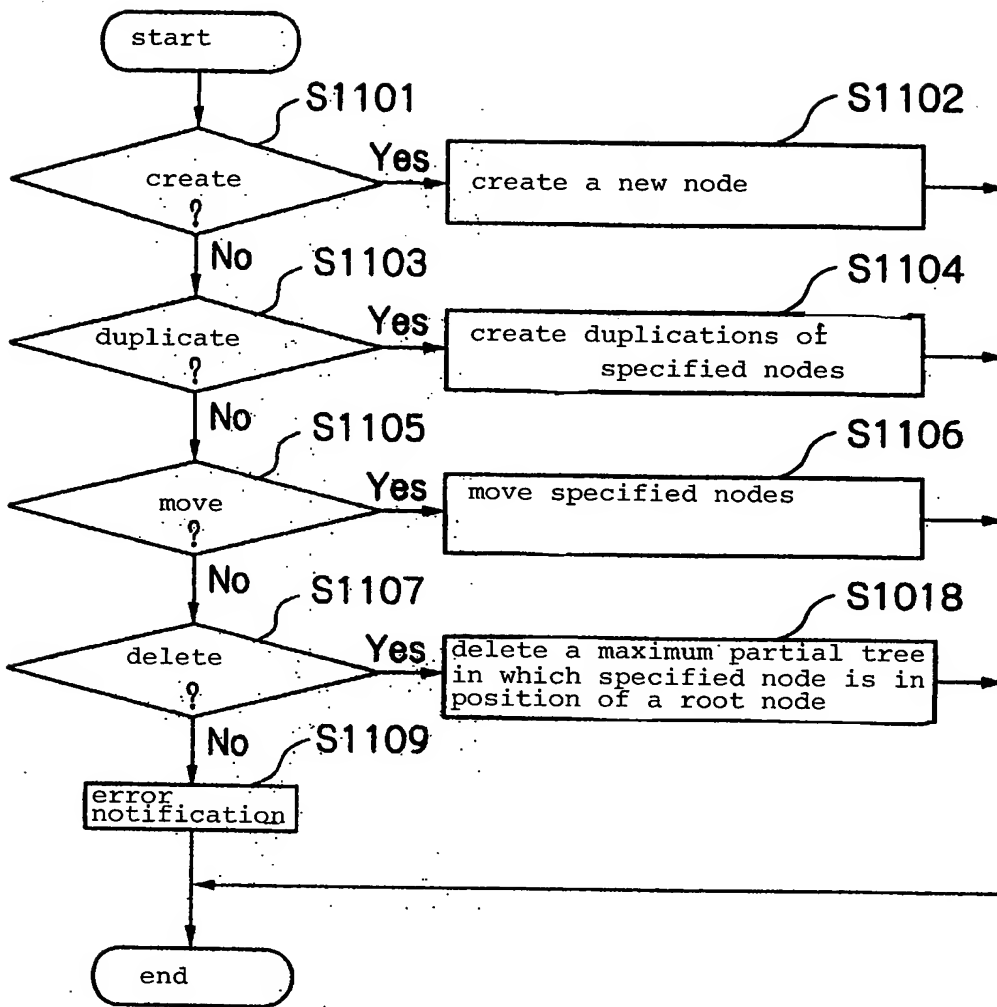 start
S1101
S1102
create
?
Yes
create a new node
No
S1103
S1104
duplicate
?
Yes
create duplications of
specified nodes
No
S1105
S1106
move
?
Yes
move specified nodes
No
S1107
S1018
delete
?
Yes
delete a maximum partial tree
in which specified node is in
position of a root node
No
S1109
error
notification
end